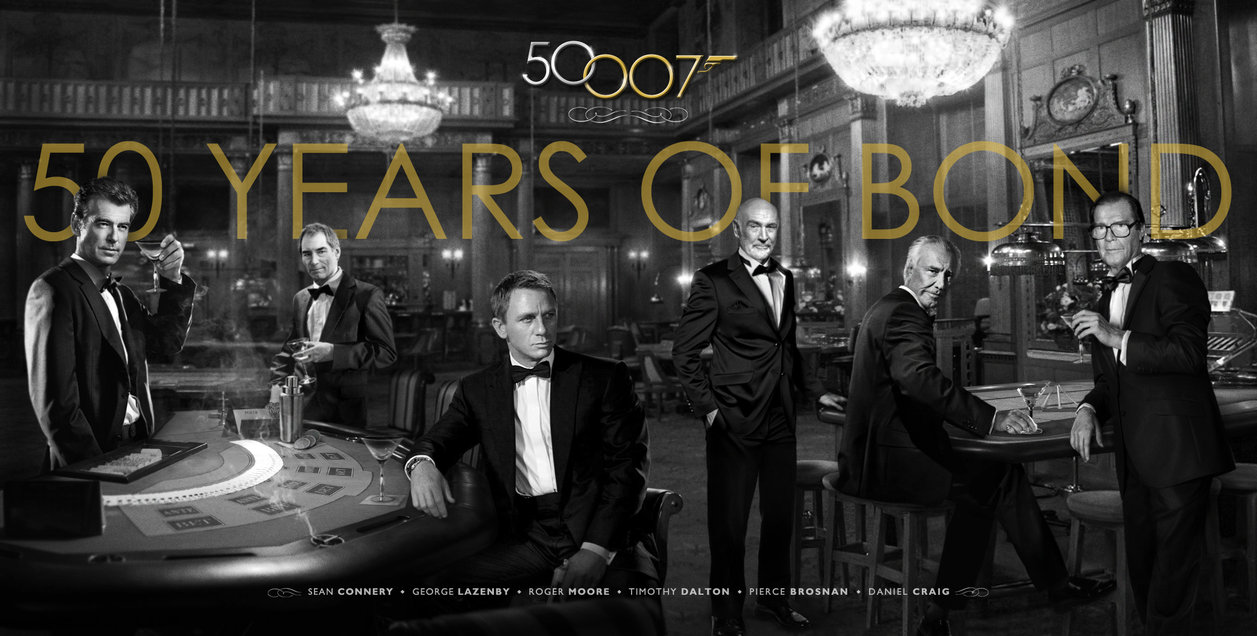 50 007
50 YEARS OF BOND
SEAN CONNERY • GEORGE LAZENBY • ROGER MOORE • TIMOTHY DALTON • PIERCE BROSNAN • DANIEL CRAIG